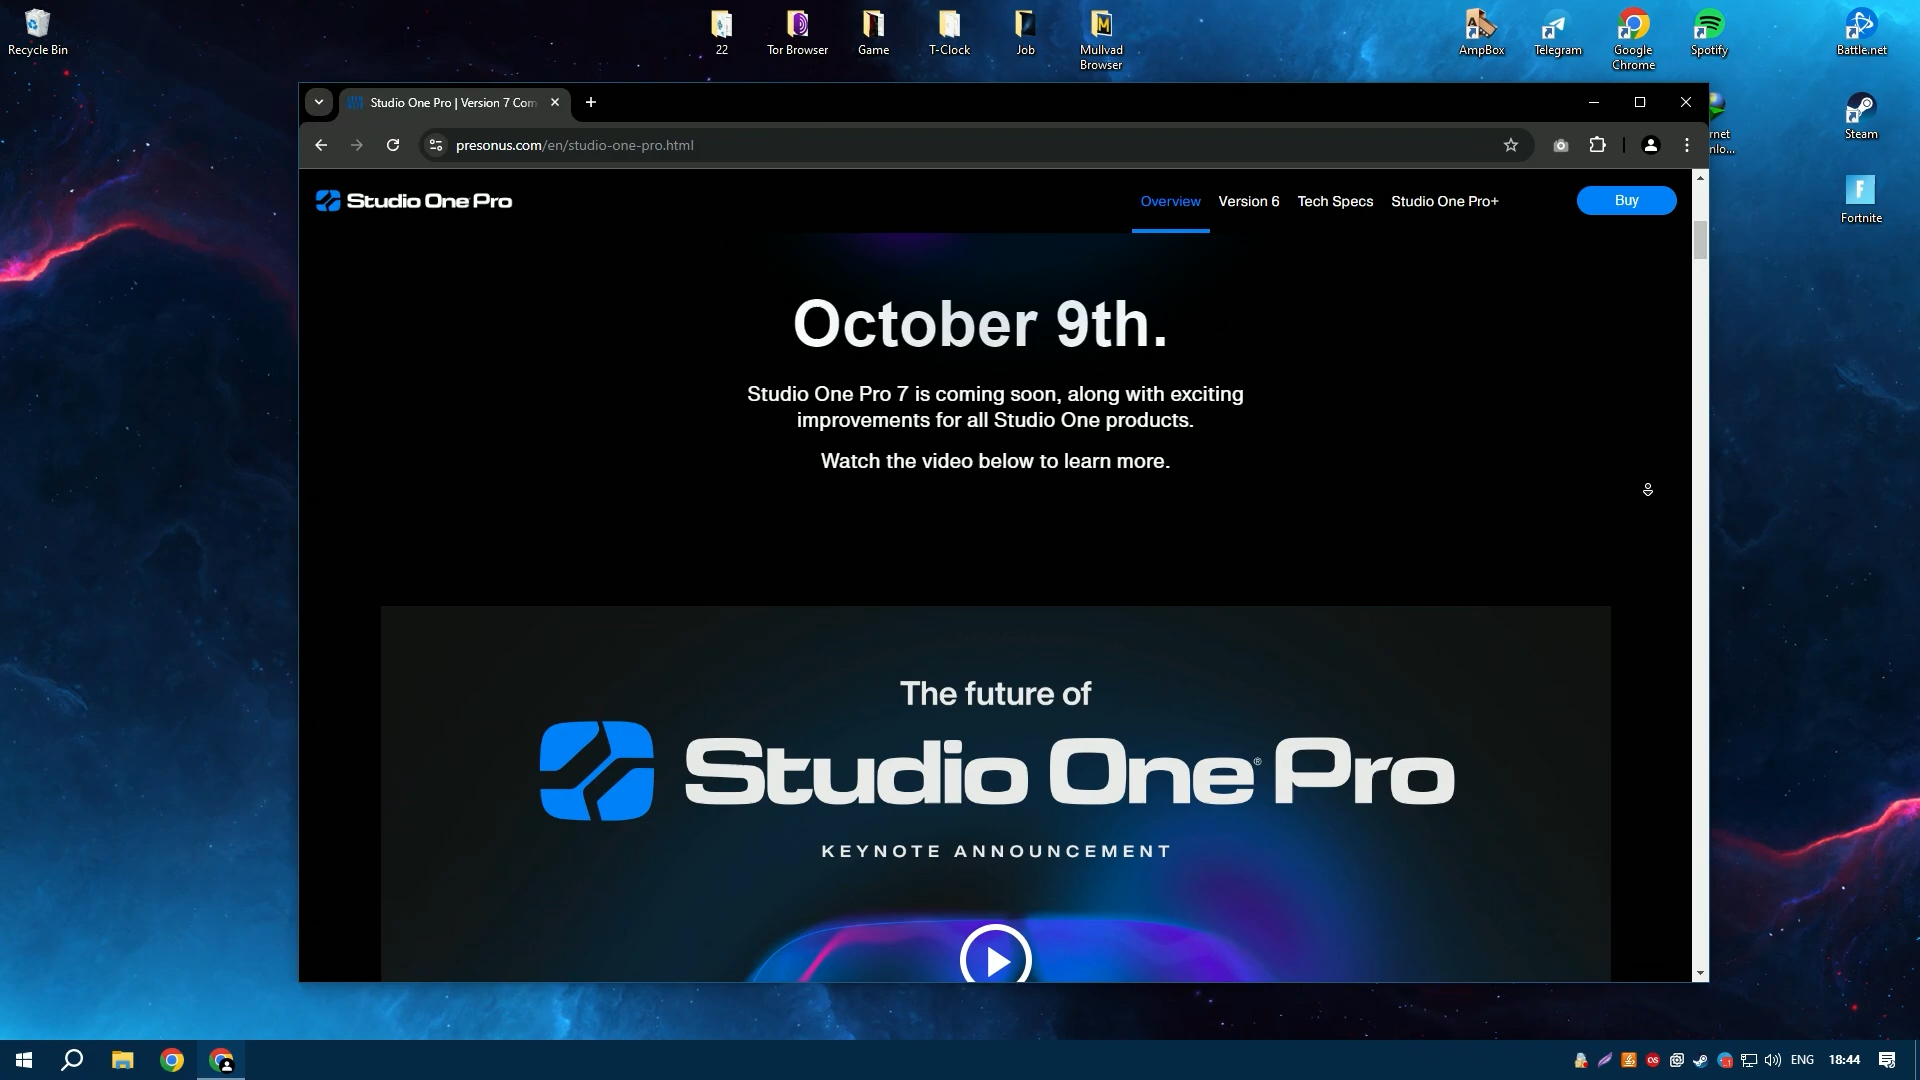 Recycle Bin
22
Tor Browser
Game
T-Clock
Job
Mullvad
Browser
AmpBox
Telegram
Google
Chrome
Spotify
Battle.net
Steam
Fortnite
Studio One Pro | Version 7 Com
presonus.com/en/studio-one-pro.html
Studio One Pro
Overview
Version 6
Tech Specs
Studio One Pro+
Buy
October 9th.
Studio One Pro 7 is coming soon, along with exciting
improvements for all Studio One products.
Watch the video below to learn more.
The future of
Studio One® Pro
KEYNOTE ANNOUNCEMENT
ENG
18:44